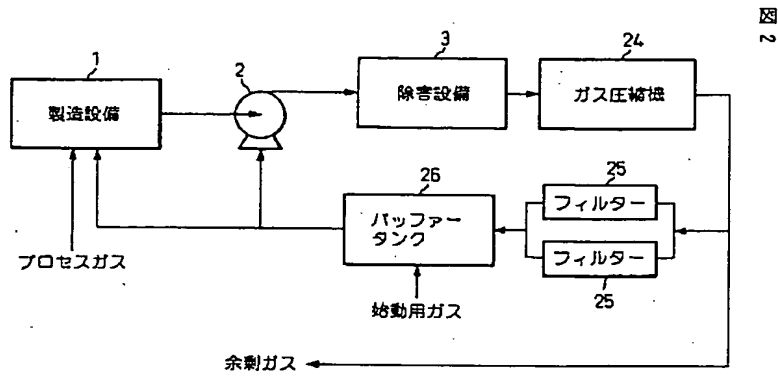 図2
1
製造設備
2
3
除害設備
24
ガス圧縮機
25
フィルター
フィルター
25
26
バッファー
タンク
プロセスガス
始動用ガス
余剰ガス